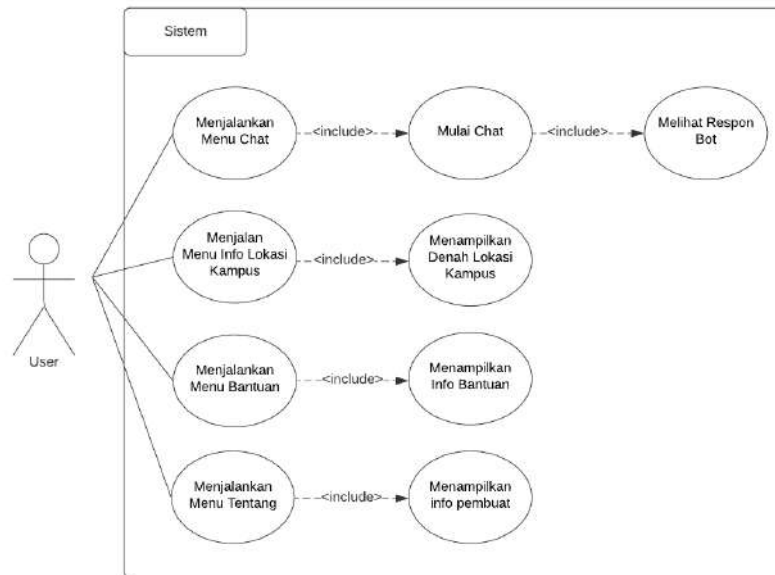 Sistem
Menjalankan
Menu Chat
<include>
Mulai Chat
<include>
Melihat Respon
Bot
Menjalan
Menu Info Lokasi
Kampus
<include>
Menampilkan
Denah Lokasi
Kampus
User
Menjalankan
Menu Bantuan
<include>
Menampilkan
Info Bantuan
Menjalankan
Menu Tentang
<include>
Menampilkan
info pembuat